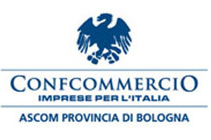 CONFCOMMERCIO
IMPRESE PER L'ITALIA
ASCOM PROVINCIA DI BOLOGNA